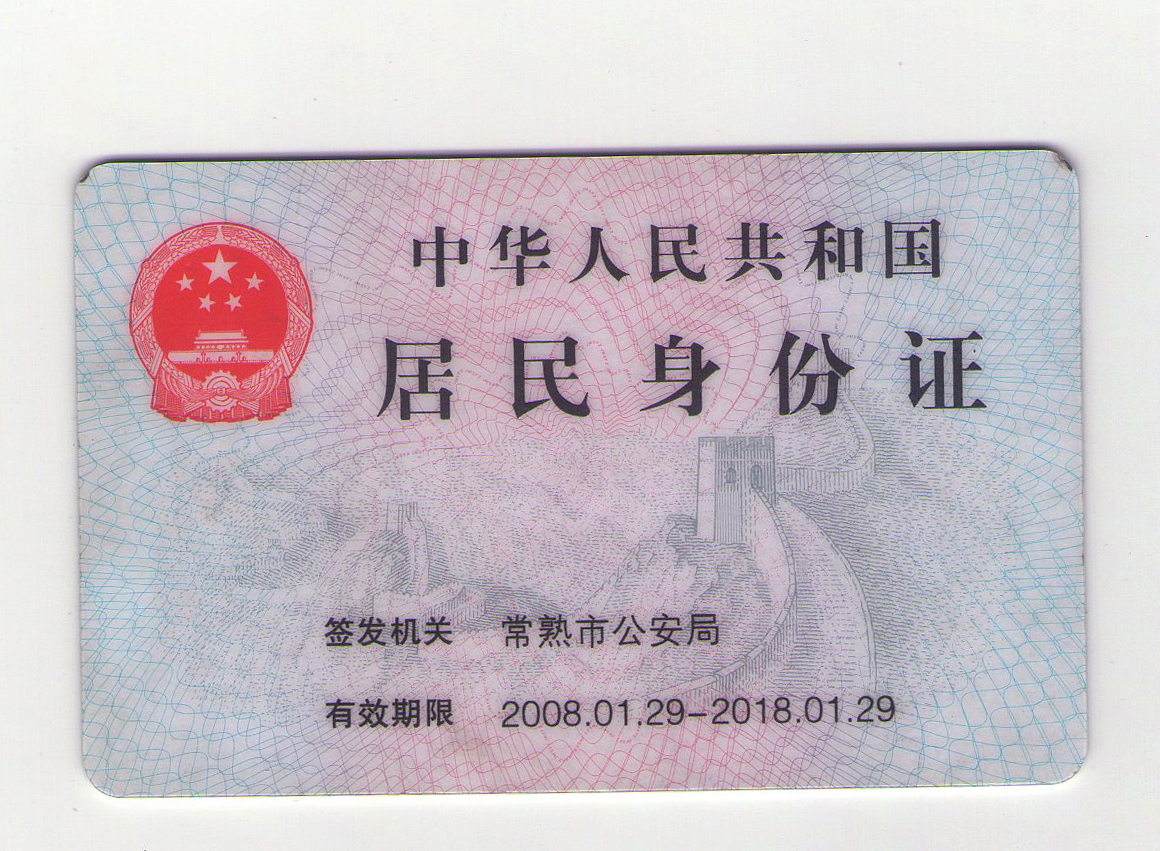 中华人民共和国
居民身份证
签发机关 常熟市公安局
有效期限 2008.01.29-2018.01.29